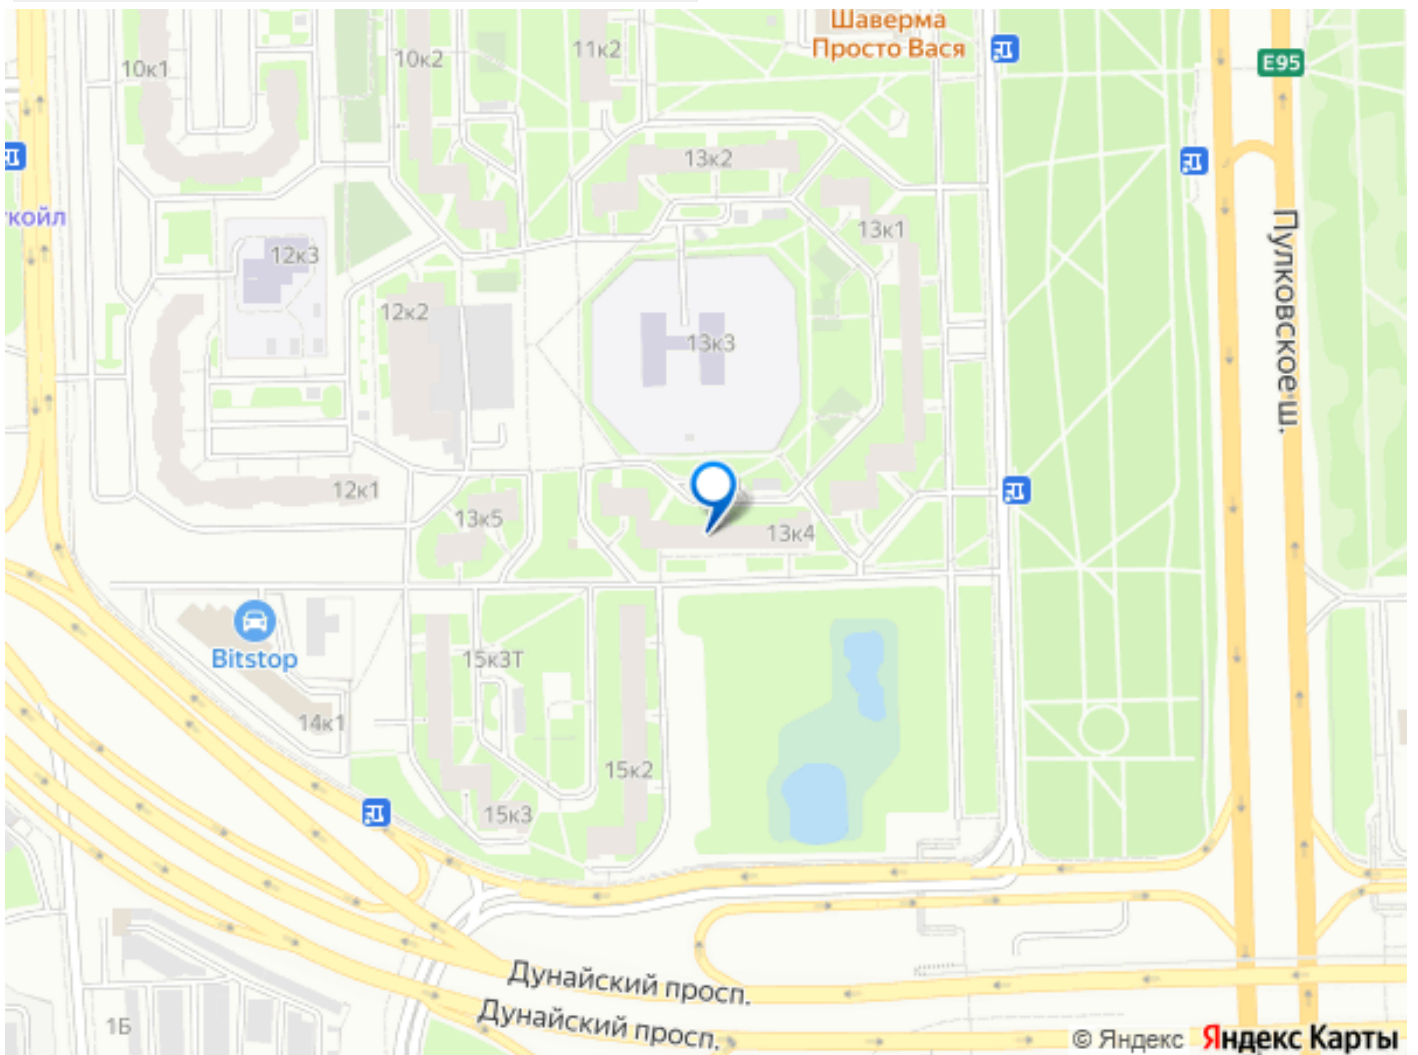 Шаверма
Просто Вася
11к2
10к2
10к1
E95
13к2
койл
13к1
12к3
Пулковское ш.
12к2
13к3
12к1
13к5
13к4
Bitstop
15к3Т
14к1
15к2
15к3
Дунайский просп.
Дунайский просп.
1Б
© Яндекс Яндекс Карты